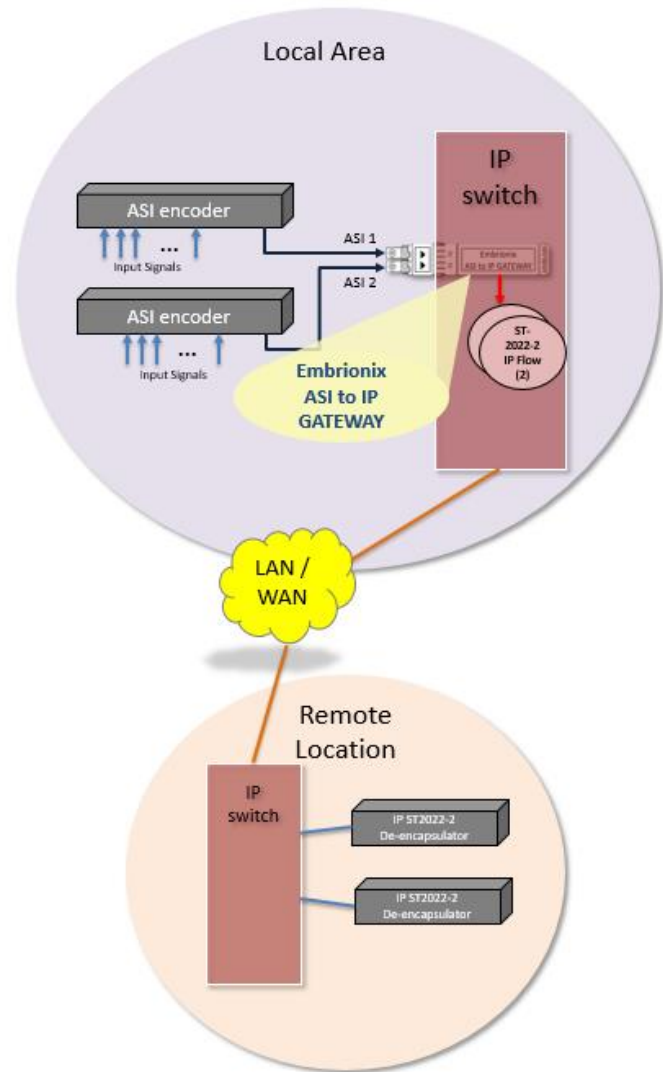 Local Area
IP
switch
ASI encoder
...
Input Signals
ASI 1
ASI 2
Embrionix
ASI to IP GATEWAY
ASI encoder
...
Input Signals
ST-
2022-2
IP Flow
(2)
Embrionix
ASI to IP
GATEWAY
LAN /
WAN
Remote
Location
IP
switch
IP ST2022-2
De-encapsulator
IP ST2022-2
De-encapsulator